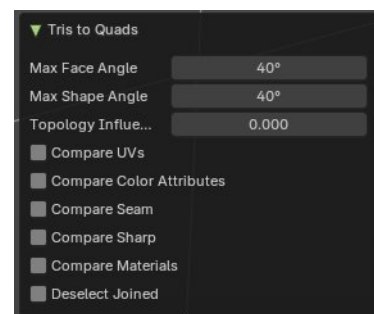 Tris to Quads
Max Face Angle 40°
Max Shape Angle 40°
Topology Influe... 0.000
Compare UVs
Compare Color Attributes
Compare Seam
Compare Sharp
Compare Materials
Deselect Joined